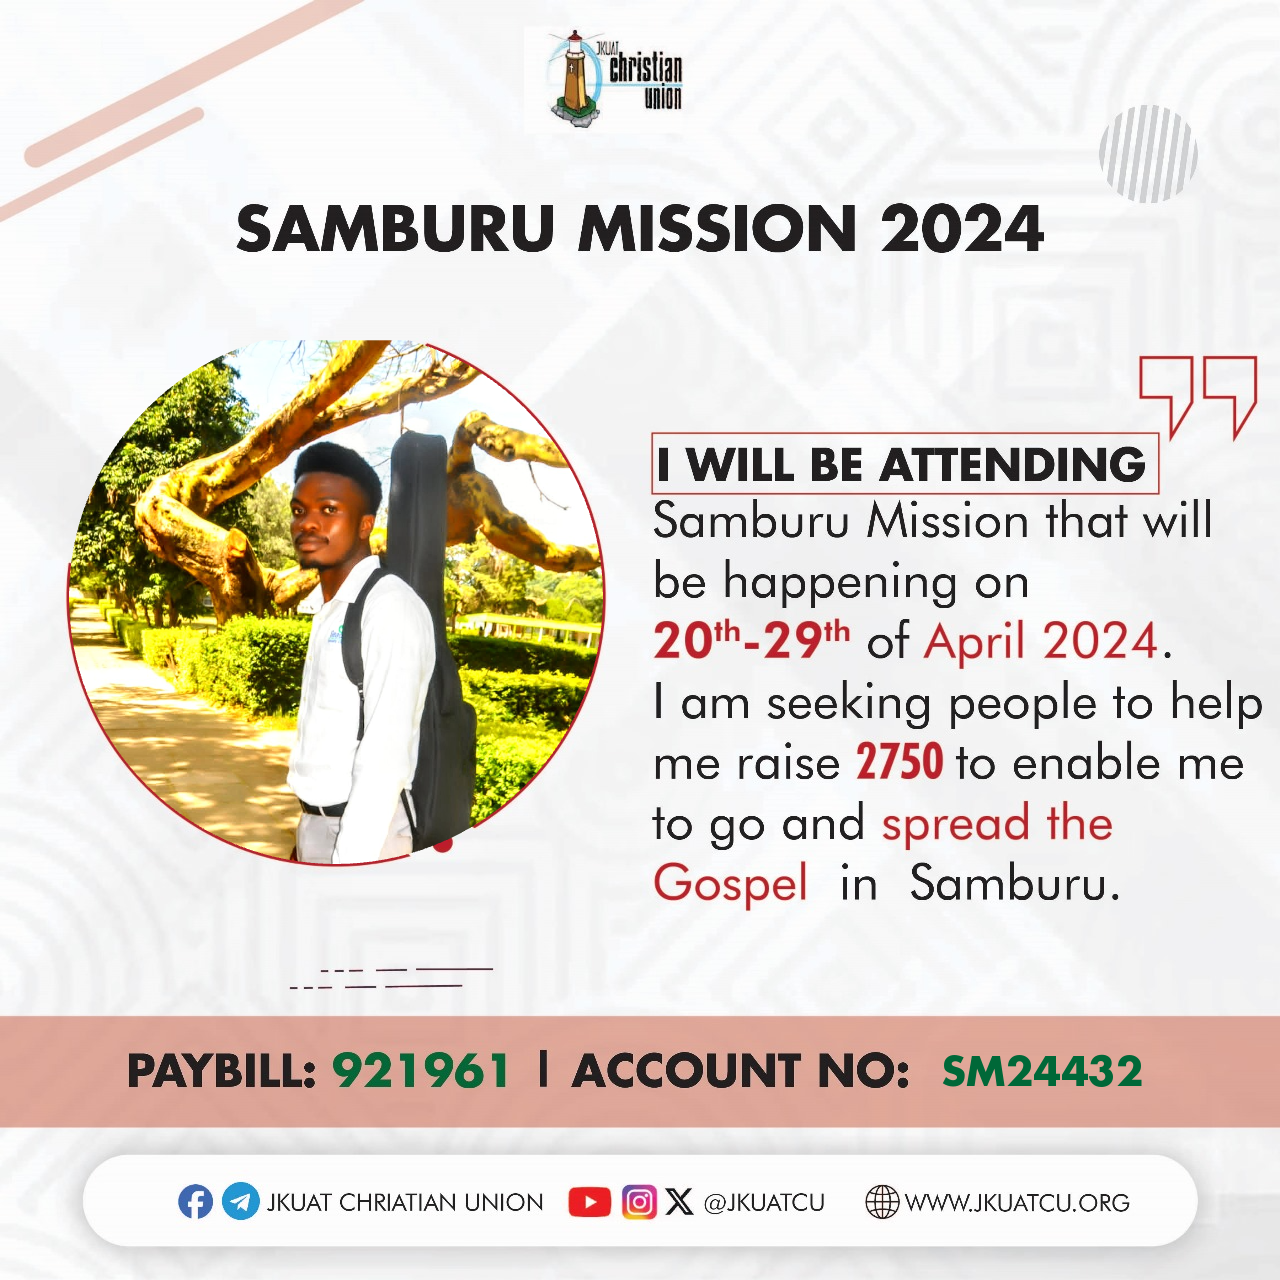 JKUAT
christian
union
SAMBURU MISSION 2024
I WILL BE ATTENDING
Samburu Mission that will
be happening on
20th-29th of April 2024.
I am seeking people to help
me raise 2750 to enable me
to go and spread the
Gospel in Samburu.
PAYBILL: 921961 | ACCOUNT NO: SM24432
JKUAT CHRIATIAN UNION @JKUATCU WWW.JKUATCU.ORG